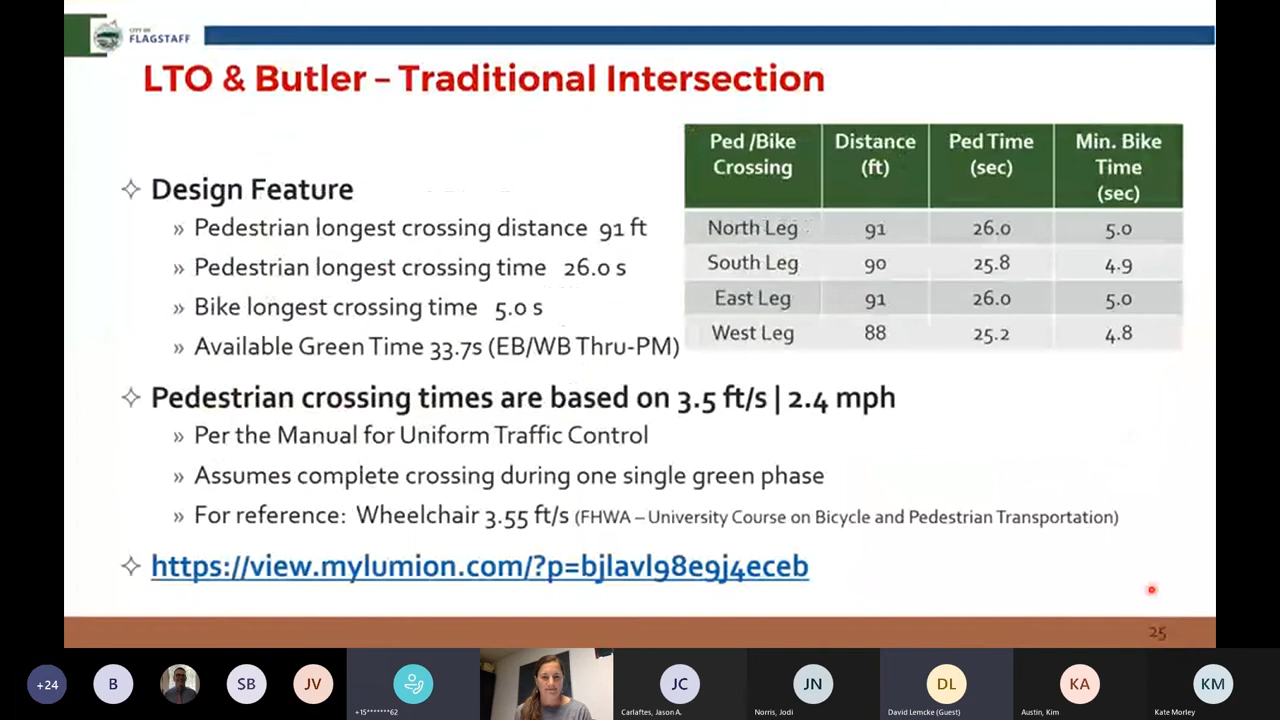 CITY OF
FLAGSTAFF
LTO & Butler – Traditional Intersection
Design Feature
» Pedestrian longest crossing distance 91 ft
» Pedestrian longest crossing time 26.0 s
» Bike longest crossing time 5.0 s
» Available Green Time 33.7s (EB/WB Thru-PM)
Ped /Bike Crossing | Distance (ft) | Ped Time (sec) | Min. Bike Time (sec)
North Leg | 91 | 26.0 | 5.0
South Leg | 90 | 25.8 | 4.9
East Leg | 91 | 26.0 | 5.0
West Leg | 88 | 25.2 | 4.8
Pedestrian crossing times are based on 3.5 ft/s | 2.4 mph
» Per the Manual for Uniform Traffic Control
» Assumes complete crossing during one single green phase
» For reference: Wheelchair 3.55 ft/s (FHWA – University Course on Bicycle and Pedestrian Transportation)
https://view.mylumion.com/?p=bjlavl98e9j4eceb
25
+24
B
SB
JV
+15*******62
JC
Carlaftes, Jason A.
JN
Norris, Jodi
DL
David Lemcke (Guest)
KA
Austin, Kim
KM
Kate Morley